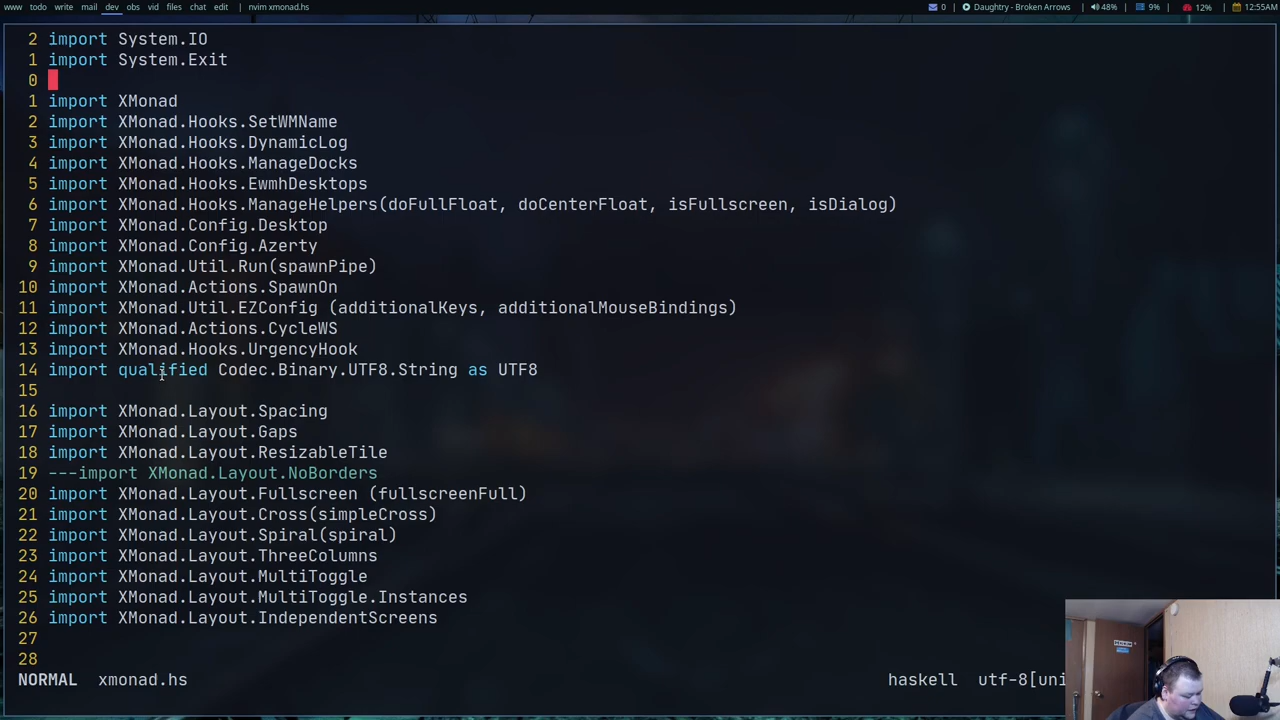 www todo write mail dev obs vid files chat edit | nvim xmonad.hs 0 | Daughtry - Broken Arrows | 48% | 9% | 12% | 12:55AM
2 import System.IO
1 import System.Exit
0
1 import XMonad
2 import XMonad.Hooks.SetWMName
3 import XMonad.Hooks.DynamicLog
4 import XMonad.Hooks.ManageDocks
5 import XMonad.Hooks.EwmhDesktops
6 import XMonad.Hooks.ManageHelpers(doFullFloat, doCenterFloat, isFullscreen, isDialog)
7 import XMonad.Config.Desktop
8 import XMonad.Config.Azerty
9 import XMonad.Util.Run(spawnPipe)
10 import XMonad.Actions.SpawnOn
11 import XMonad.Util.EZConfig (additionalKeys, additionalMouseBindings)
12 import XMonad.Actions.CycleWS
13 import XMonad.Hooks.UrgencyHook
14 import qualified Codec.Binary.UTF8.String as UTF8
15
16 import XMonad.Layout.Spacing
17 import XMonad.Layout.Gaps
18 import XMonad.Layout.ResizableTile
19 ---import XMonad.Layout.NoBorders
20 import XMonad.Layout.Fullscreen (fullscreenFull)
21 import XMonad.Layout.Cross(simpleCross)
22 import XMonad.Layout.Spiral(spiral)
23 import XMonad.Layout.ThreeColumns
24 import XMonad.Layout.MultiToggle
25 import XMonad.Layout.MultiToggle.Instances
26 import XMonad.Layout.IndependentScreens
27
28
NORMAL xmonad.hs haskell utf-8[uni